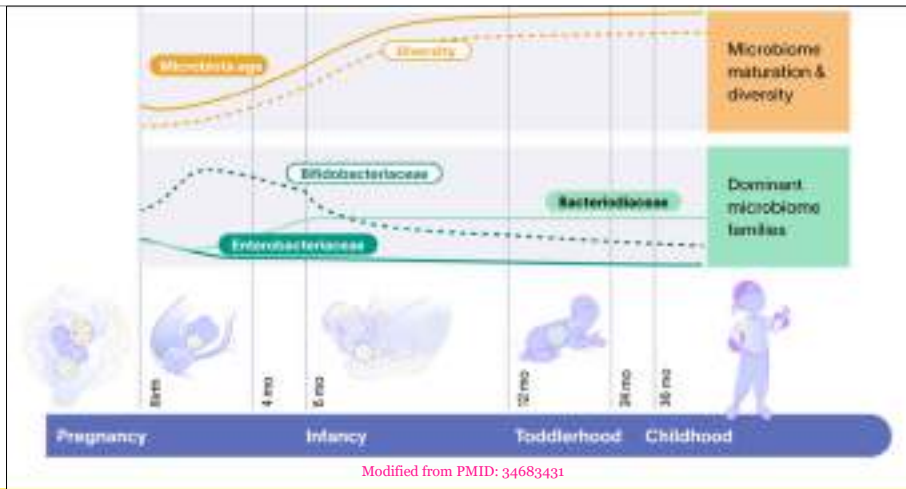 Microbiota age
Diversity
Microbiome
maturation &
diversity
Bifidobacteriaceae
Bacteriodiaceae
Enterobacteriaceae
Dominant
microbiome
families
Birth
4 mo
6 mo
12 mo
24 mo
36 mo
Pregnancy
Infancy
Toddlerhood
Childhood
Modified from PMID: 34683431